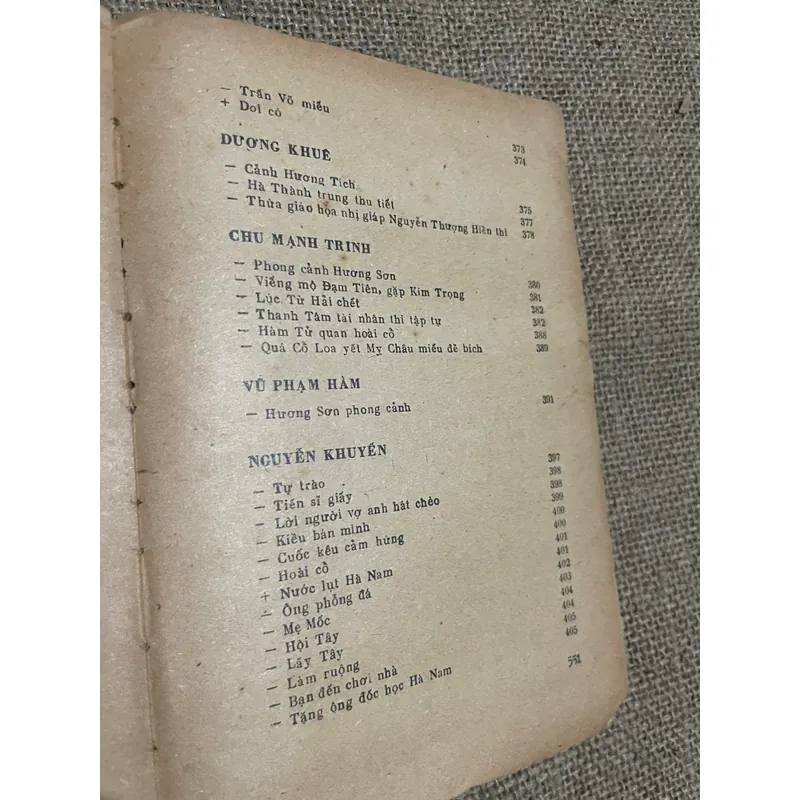 — Trấn Võ miếu 373
+ Dol cô 374
DƯƠNG KHUÊ
— Cảnh Hương Tích 375
— Hà Thành trung thu tiết 377
— Thừa giáo họa nhị giáp Nguyễn Thượng Hiền thi 378
CHU MẠNH TRINH
— Phong cảnh Hương Sơn 380
— Viếng mộ Đạm Tiên, gặp Kim Trọng 381
— Lúc Từ Hải chết 382
— Thanh Tâm tài nhân thi tập tự 382
— Hàm Tử quan hoài cổ 388
— Quá Cổ Loa yết Mỵ Châu miếu đề bích 389
VŨ PHẠM HÀM
— Hương Sơn phong cảnh 391
NGUYỄN KHUYẾN
— Tự trào 397
— Tiến sĩ giấy 398
— Lời người vợ anh hát chèo 398
— Kiều bán mình 399
— Cuốc kêu cảm hứng 400
— Hoài cổ 400
+ Nước lụt Hà Nam 401
— Ông phỗng đá 401
— Mẹ Mốc 402
— Hội Tây 403
— Lấy Tây 404
— Làm ruộng 404
— Bạn đến chơi nhà 405
— Tặng ông đốc học Hà Nam 405
551